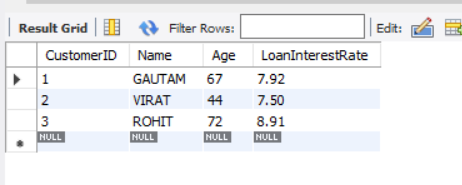 Result Grid Filter Rows: Edit:
CustomerID Name Age LoanInterestRate
1 GAUTAM 67 7.92
2 VIRAT 44 7.50
3 ROHIT 72 8.91
NULL NULL NULL NULL